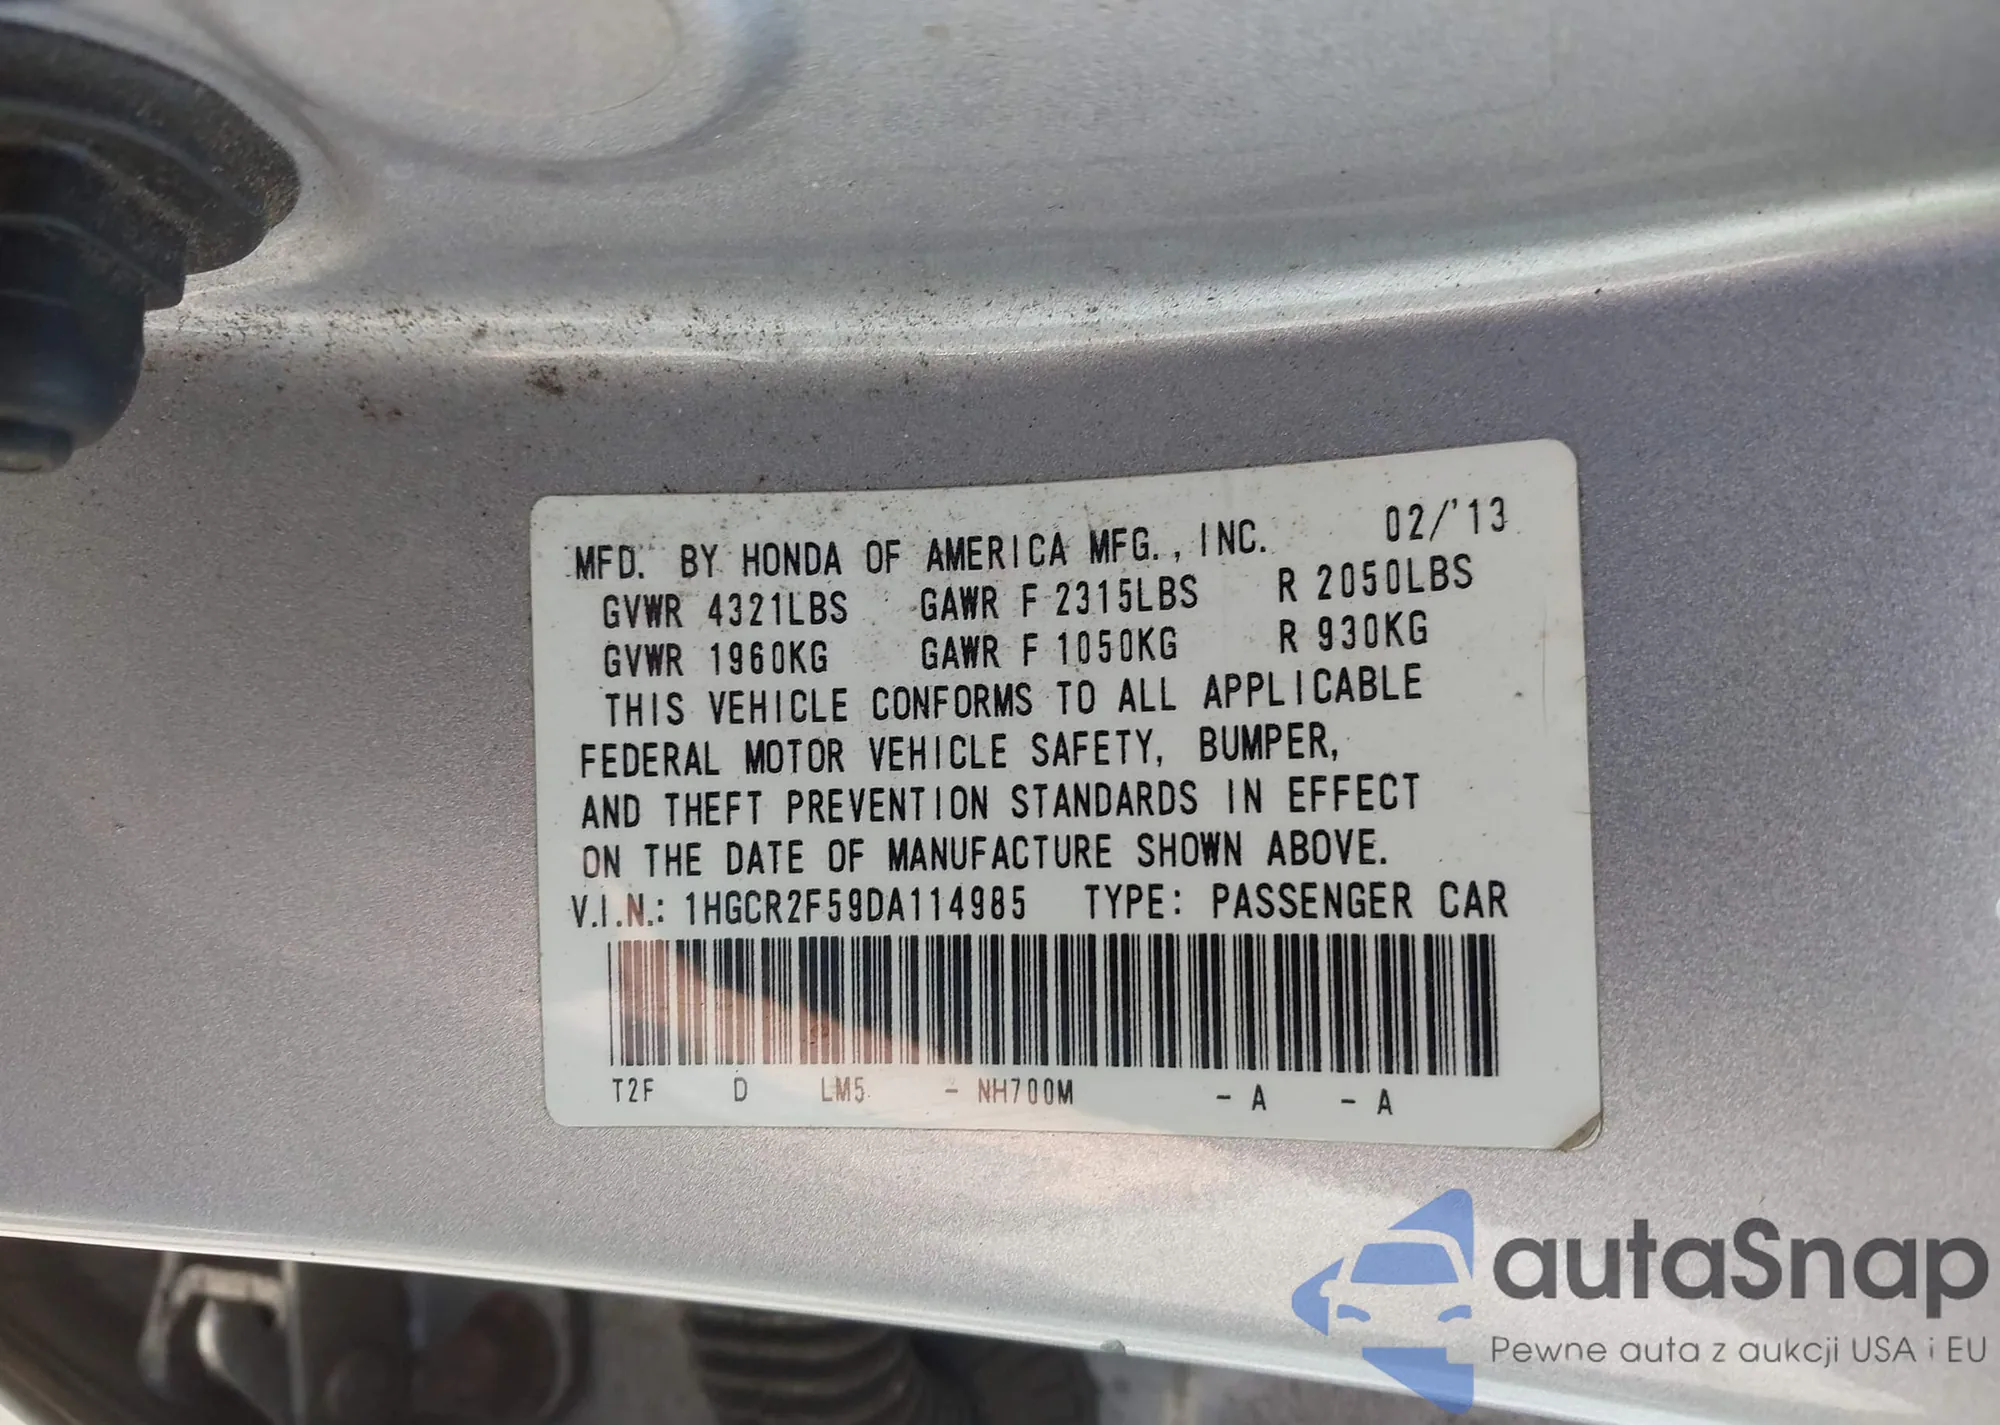 MFD. BY HONDA OF AMERICA MFG., INC. 02/'13
GVWR 4321LBS GAWR F 2315LBS R 2050LBS
GVWR 1960KG GAWR F 1050KG R 930KG
THIS VEHICLE CONFORMS TO ALL APPLICABLE
FEDERAL MOTOR VEHICLE SAFETY, BUMPER,
AND THEFT PREVENTION STANDARDS IN EFFECT
ON THE DATE OF MANUFACTURE SHOWN ABOVE.
V.I.N.: 1HGCR2F59DA114985 TYPE: PASSENGER CAR
T2F D LM5 - NH700M - A - A
autaSnap
Pewne auta z aukcji USA i EU